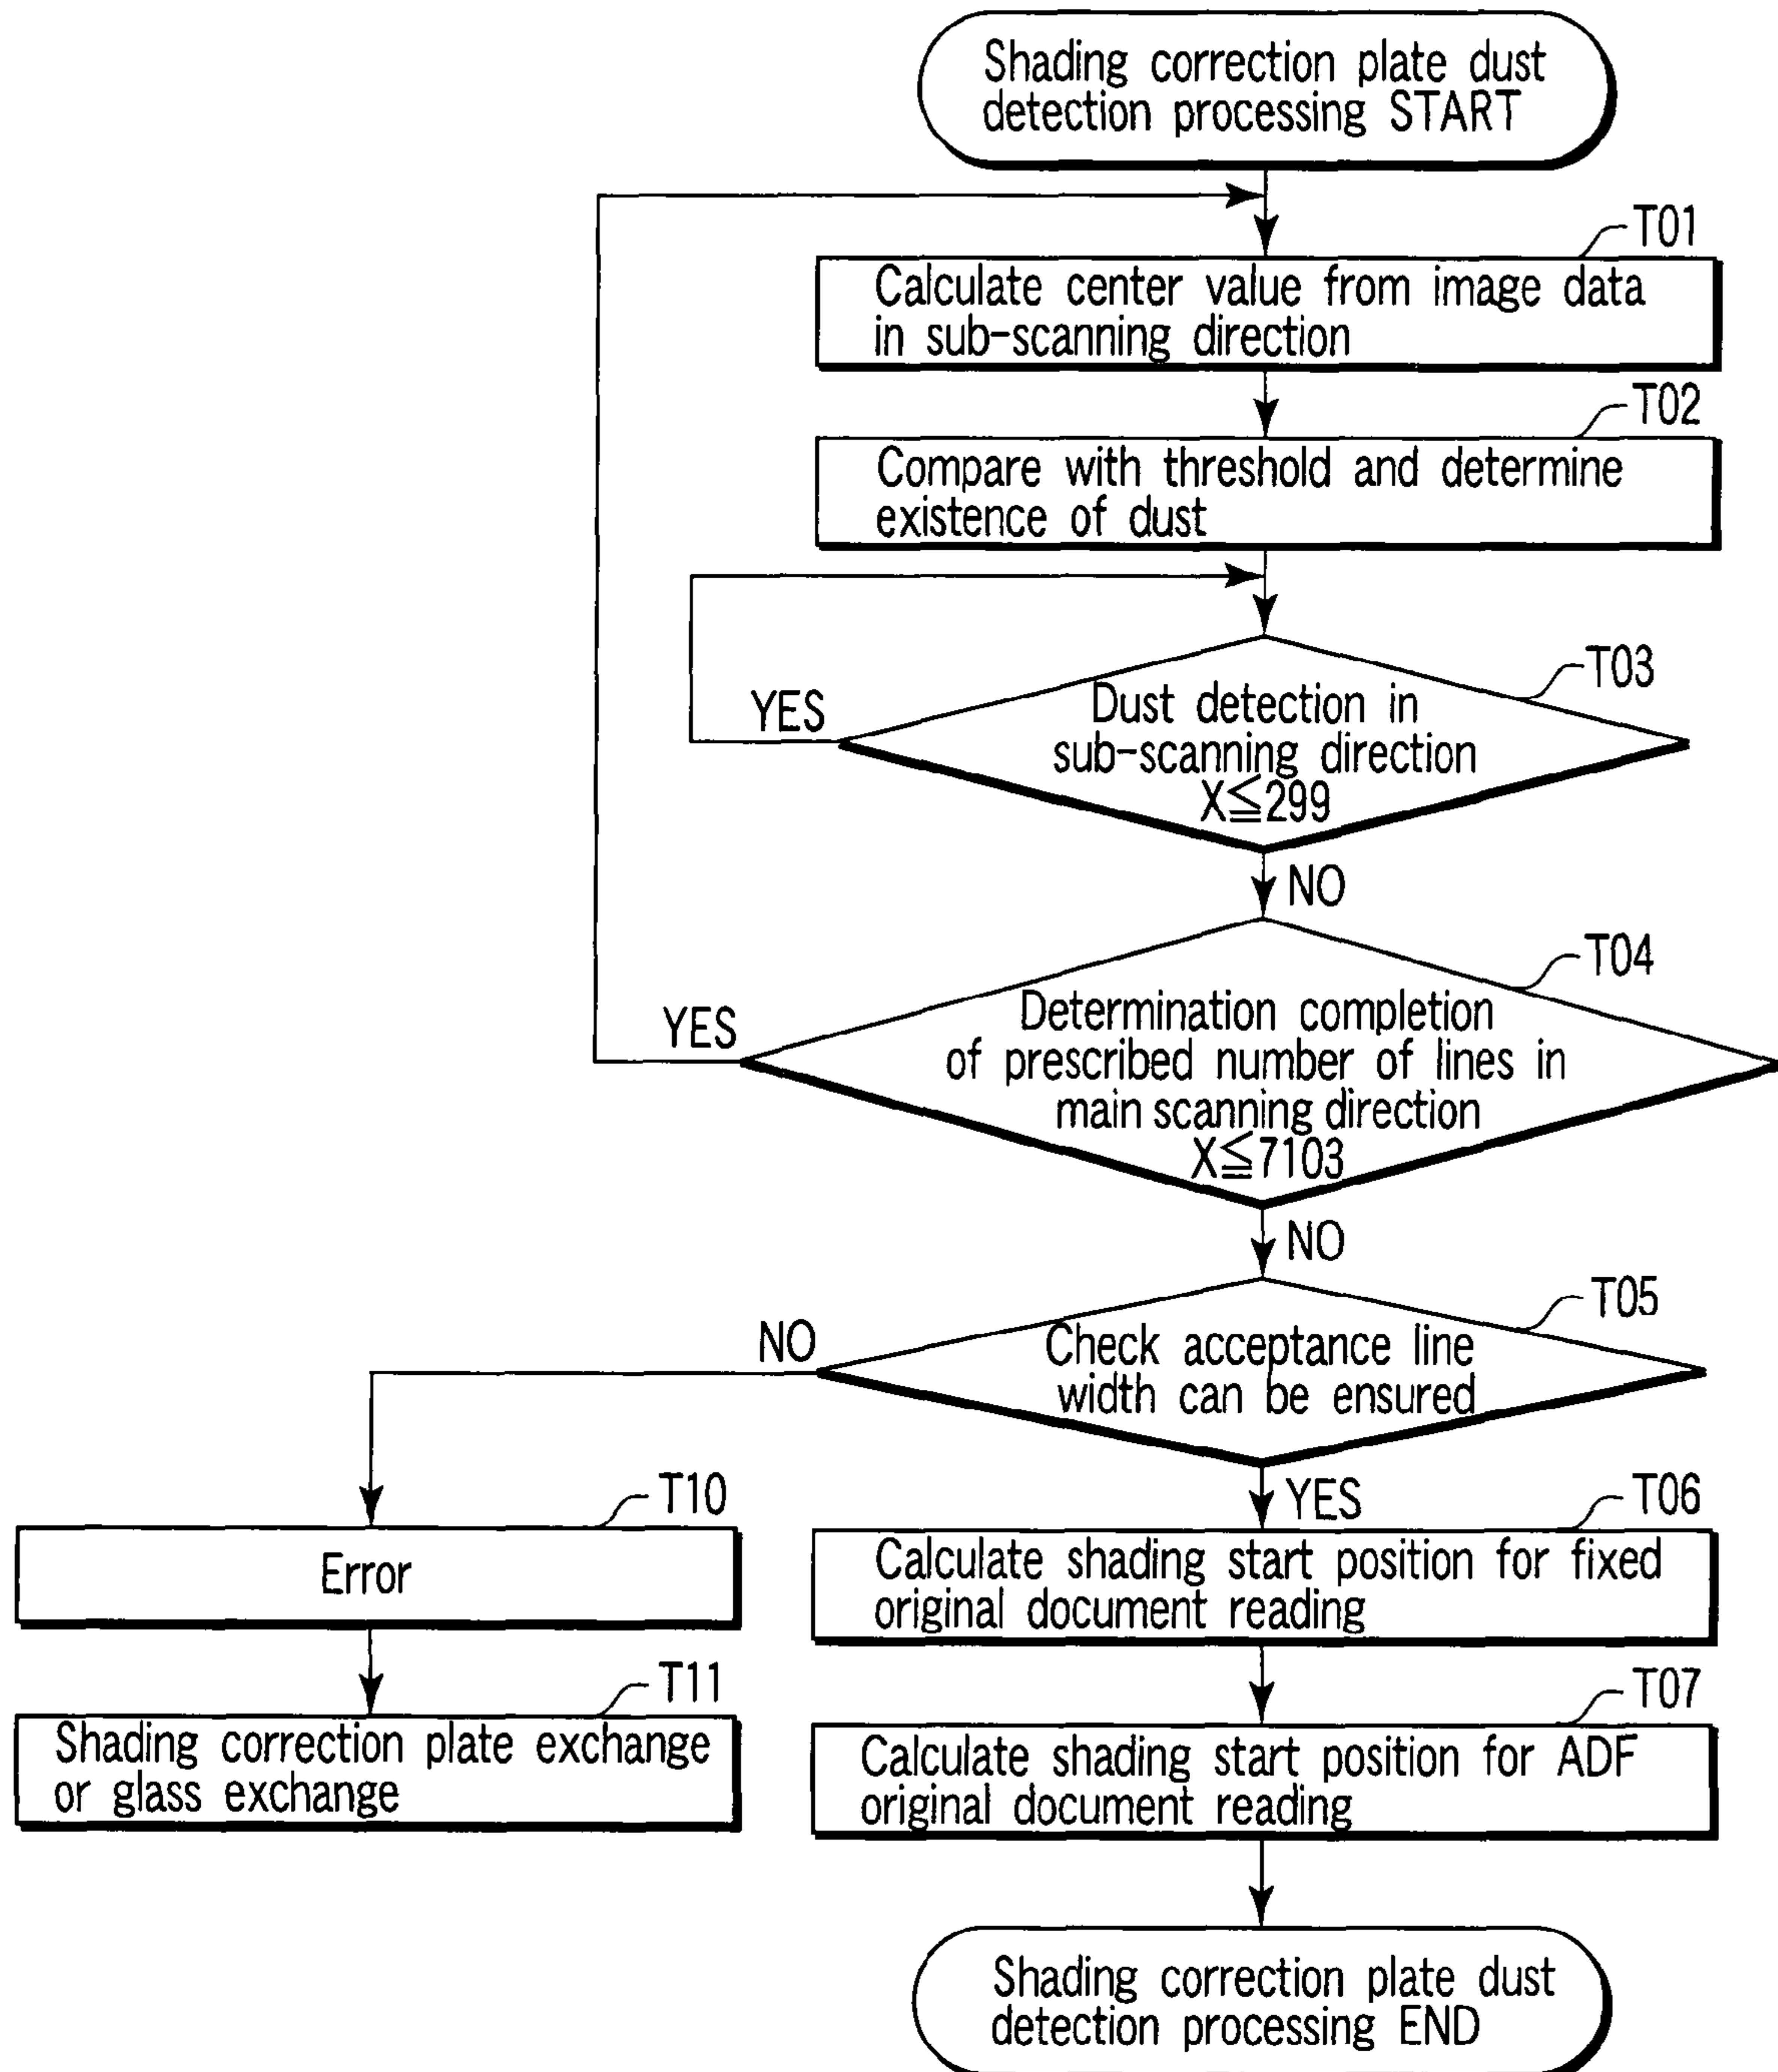 Shading correction plate dust
detection processing START
T01
Calculate center value from image data
in sub-scanning direction
T02
Compare with threshold and determine
existence of dust
T03
YES
Dust detection in
sub-scanning direction
X≦299
NO
T04
YES
Determination completion
of prescribed number of lines in
main scanning direction
X≦7103
NO
T05
NO
Check acceptance line
width can be ensured
T10
YES
T06
Error
Calculate shading start position for fixed
original document reading
T11
T07
Shading correction plate exchange
or glass exchange
Calculate shading start position for ADF
original document reading
Shading correction plate dust
detection processing END